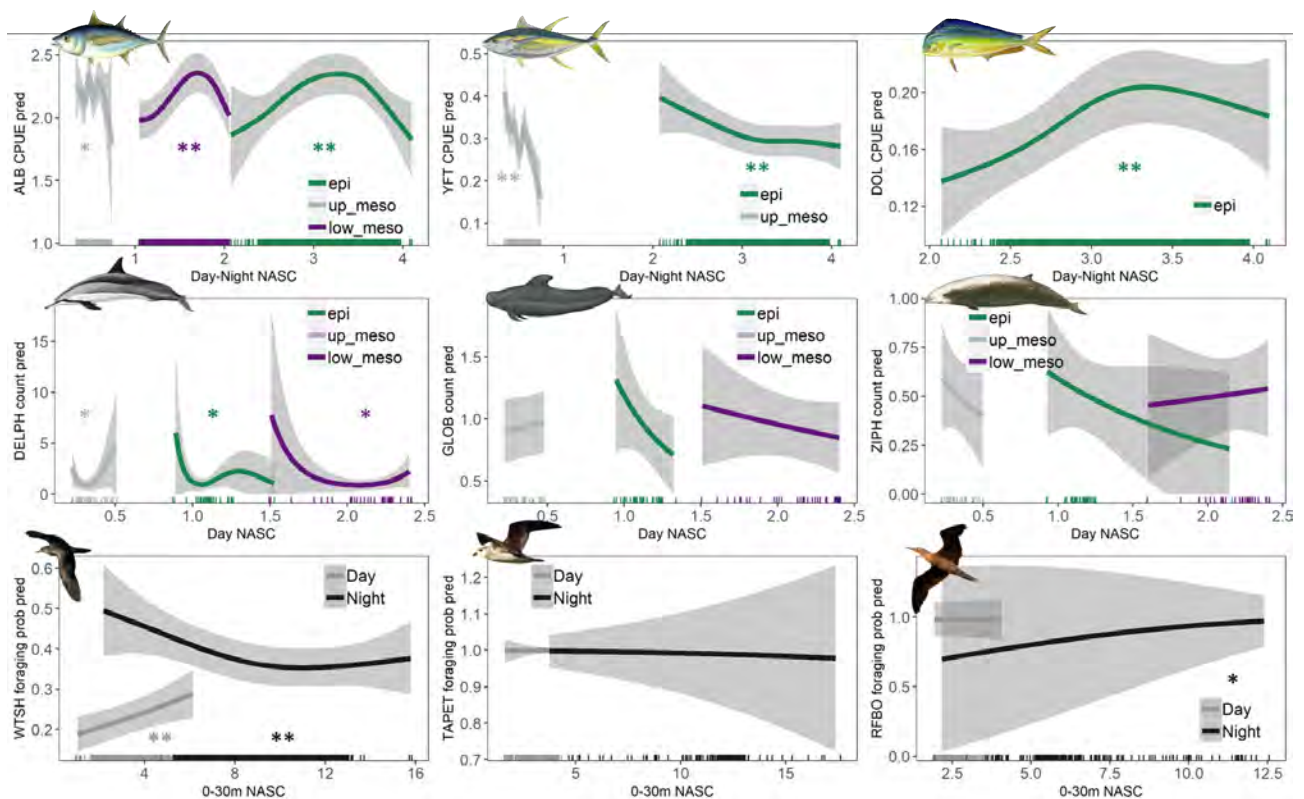 ALB CPUE pred
2.5
2.0
1.5
1.0
*
**
**
epi
up_meso
low_meso
1 2 3 4
Day-Night NASC
YFT CPUE pred
0.5
0.4
0.3
0.2
0.1
**
**
epi
up_meso
1 2 3 4
Day-Night NASC
DOL CPUE pred
0.20
0.16
0.12
**
epi
2.0 2.5 3.0 3.5 4.0
Day-Night NASC
DELPH count pred
15
10
5
0
*
*
*
epi
up_meso
low_meso
0.5 1.0 1.5 2.0 2.5
Day NASC
GLOB count pred
1.5
1.0
0.5
epi
up_meso
low_meso
0.5 1.0 1.5 2.0 2.5
Day NASC
ZIPH count pred
1.00
0.75
0.50
0.25
0.00
epi
up_meso
low_meso
0.5 1.0 1.5 2.0 2.5
Day NASC
WTSH foraging prob pred
0.6
0.5
0.4
0.3
0.2
Day
Night
**
**
4 8 12 16
0-30m NASC
TAPET foraging prob pred
1.2
1.1
1.0
0.9
0.8
0.7
Day
Night
5 10 15
0-30m NASC
RFBO foraging prob pred
1.0
0.5
0.0
*
Day
Night
2.5 5.0 7.5 10.0 12.5
0-30m NASC